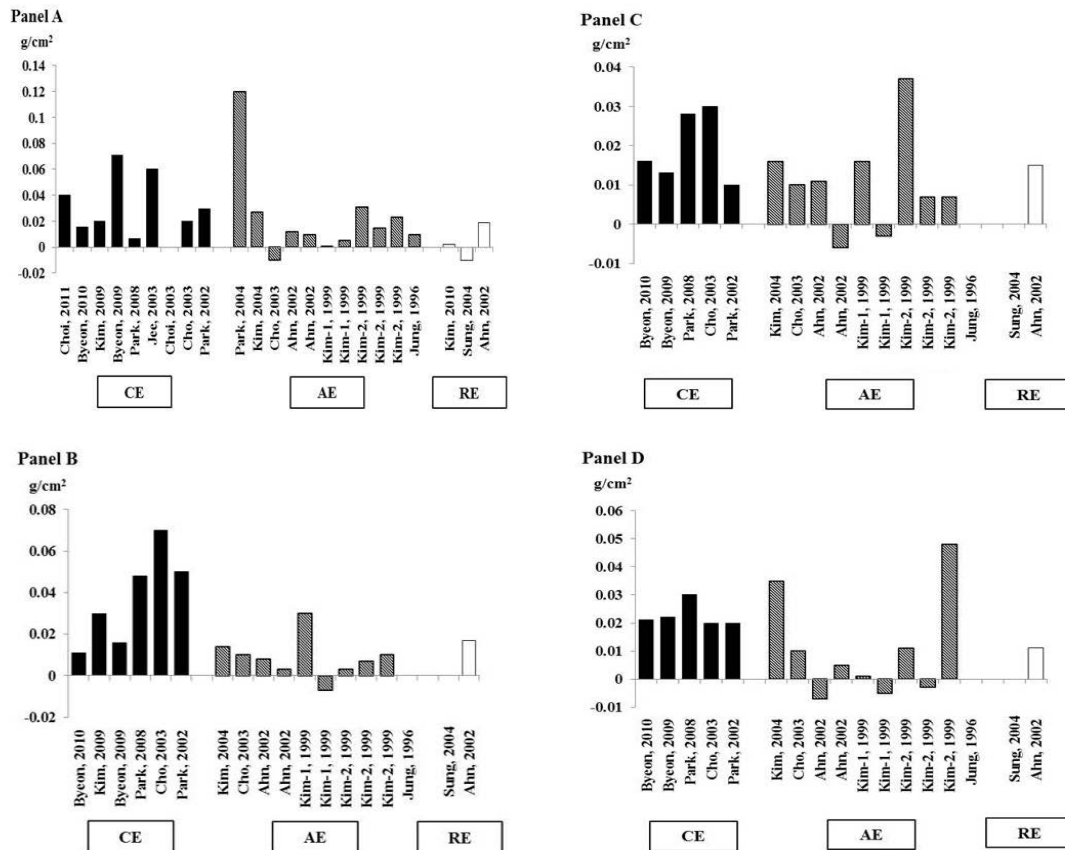 Panel A
g/cm²
0.14
0.12
0.1
0.08
0.06
0.04
0.02
0
-0.02
Choi, 2011
Byeon, 2010
Kim, 2009
Byeon, 2009
Park, 2008
Jee, 2003
Choi, 2003
Cho, 2003
Park, 2002
Park, 2004
Kim, 2004
Cho, 2003
Ahn, 2002
Ahn, 2002
Kim-1, 1999
Kim-1, 1999
Kim-2, 1999
Kim-2, 1999
Kim-2, 1999
Jung, 1996
Kim, 2010
Sung, 2004
Ahn, 2002
CE
AE
RE
Panel C
g/cm²
0.04
0.03
0.02
0.01
0
-0.01
Byeon, 2010
Byeon, 2009
Park, 2008
Cho, 2003
Park, 2002
Kim, 2004
Cho, 2003
Ahn, 2002
Ahn, 2002
Kim-1, 1999
Kim-1, 1999
Kim-2, 1999
Kim-2, 1999
Kim-2, 1999
Jung, 1996
Sung, 2004
Ahn, 2002
CE
AE
RE
Panel B
g/cm²
0.08
0.06
0.04
0.02
0
-0.02
Byeon, 2010
Kim, 2009
Byeon, 2009
Park, 2008
Cho, 2003
Park, 2002
Kim, 2004
Cho, 2003
Ahn, 2002
Ahn, 2002
Kim-1, 1999
Kim-1, 1999
Kim-2, 1999
Kim-2, 1999
Kim-2, 1999
Jung, 1996
Sung, 2004
Ahn, 2002
CE
AE
RE
Panel D
g/cm²
0.06
0.05
0.04
0.03
0.02
0.01
0
-0.01
Byeon, 2010
Byeon, 2009
Park, 2008
Cho, 2003
Park, 2002
Kim, 2004
Cho, 2003
Ahn, 2002
Ahn, 2002
Kim-1, 1999
Kim-1, 1999
Kim-2, 1999
Kim-2, 1999
Kim-2, 1999
Jung, 1996
Sung, 2004
Ahn, 2002
CE
AE
RE